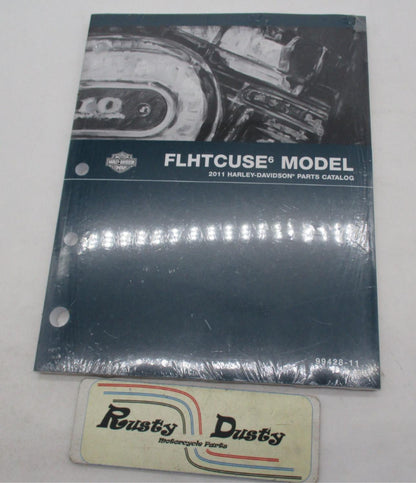 FLHTCUSE⁶ MODEL
2011 HARLEY-DAVIDSON® PARTS CATALOG
99428-11
Rusty Dusty
Motorcycle Parts